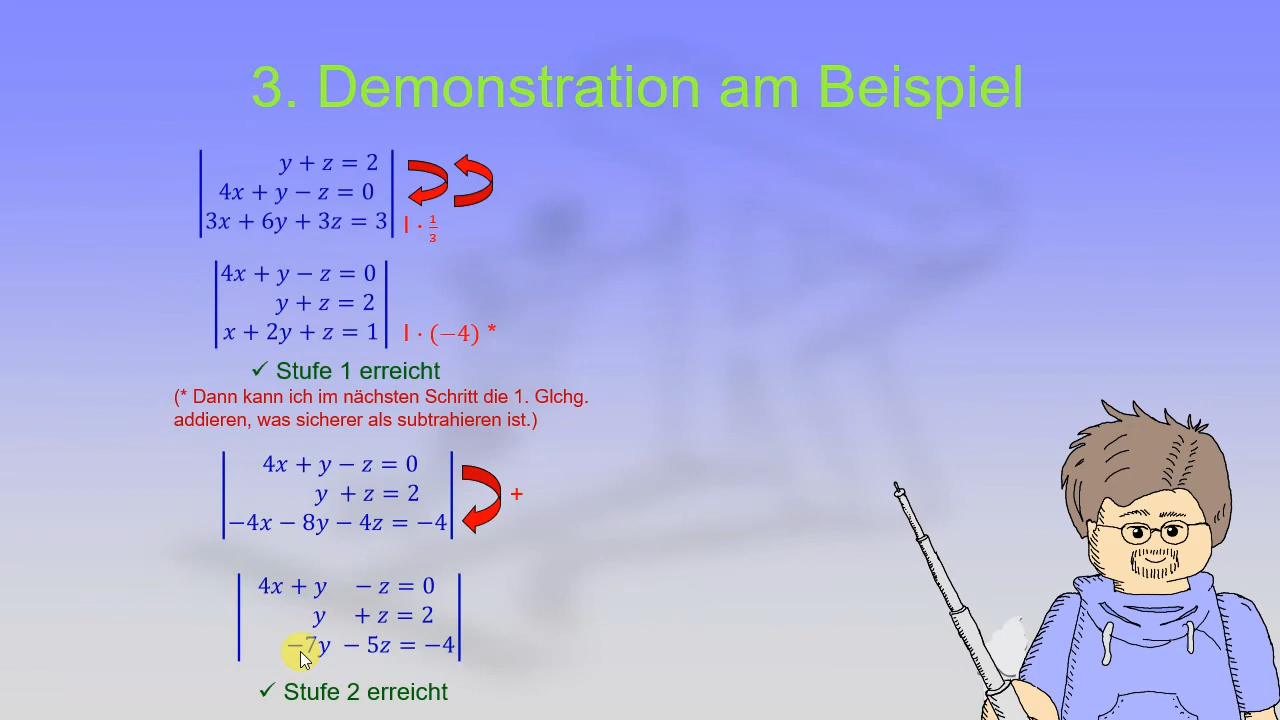 3. Demonstration am Beispiel
y + z = 2
4x + y − z = 0
3x + 6y + 3z = 3 | · 1/3
4x + y − z = 0
y + z = 2
x + 2y + z = 1 | · (−4) *
✓ Stufe 1 erreicht
(* Dann kann ich im nächsten Schritt die 1. Glchg.
addieren, was sicherer als subtrahieren ist.)
4x + y − z = 0
y + z = 2 +
−4x − 8y − 4z = −4
4x + y − z = 0
y + z = 2
−7y − 5z = −4
✓ Stufe 2 erreicht